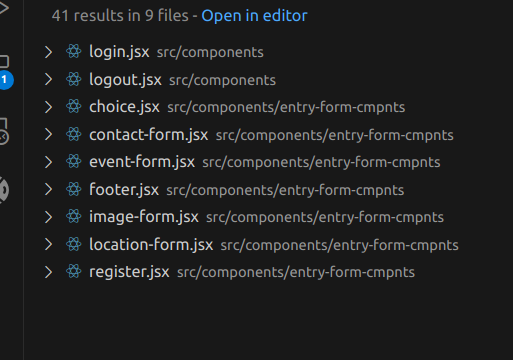 41 results in 9 files - Open in editor
login.jsx src/components
logout.jsx src/components
choice.jsx src/components/entry-form-cmpnts
contact-form.jsx src/components/entry-form-cmpnts
event-form.jsx src/components/entry-form-cmpnts
footer.jsx src/components/entry-form-cmpnts
image-form.jsx src/components/entry-form-cmpnts
location-form.jsx src/components/entry-form-cmpnts
register.jsx src/components/entry-form-cmpnts
1